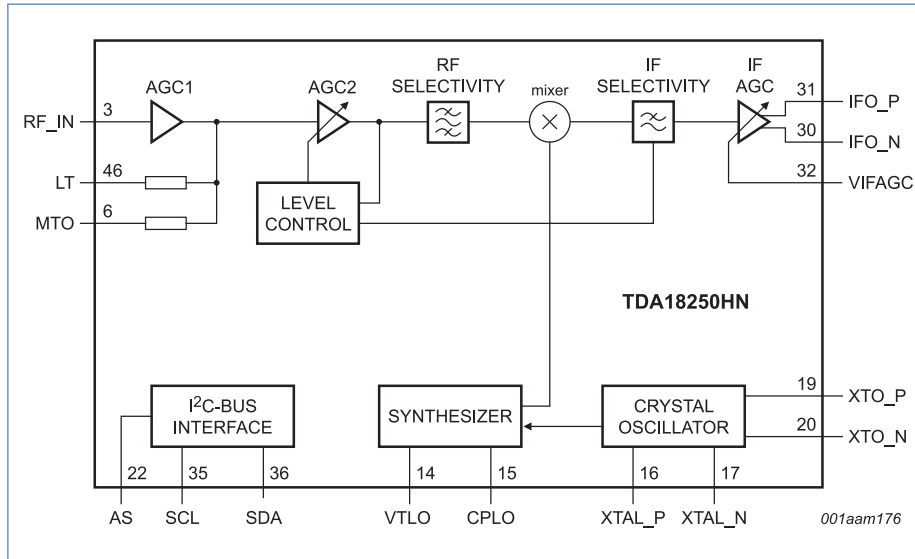 RF
SELECTIVITY
IF
SELECTIVITY
IF
AGC
AGC1
AGC2
mixer
RF_IN
3
31
IFO_P
30
IFO_N
LT
46
32
VIFAGC
MTO
6
LEVEL
CONTROL
TDA18250HN
I²C-BUS
INTERFACE
SYNTHESIZER
CRYSTAL
OSCILLATOR
19
XTO_P
20
XTO_N
22
35
36
14
15
16
17
AS
SCL
SDA
VTLO
CPLO
XTAL_P
XTAL_N
001aam176